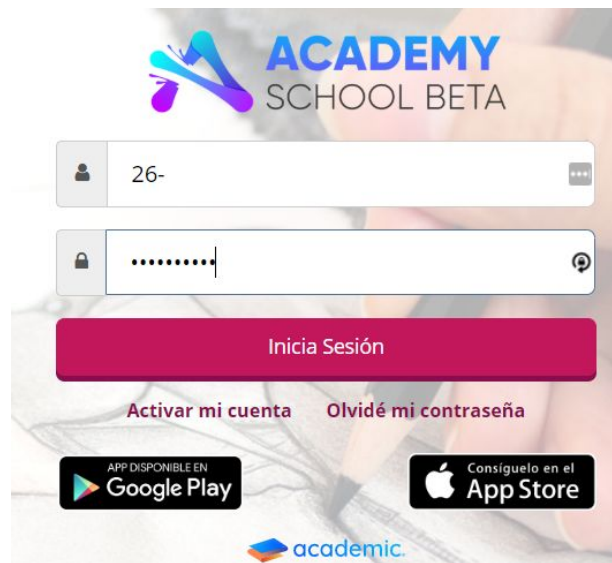 ACADEMY
SCHOOL BETA
26-
••••••••••
Inicia Sesión
Activar mi cuenta Olvidé mi contraseña
APP DISPONIBLE EN
Google Play
Consíguelo en el
App Store
academic.